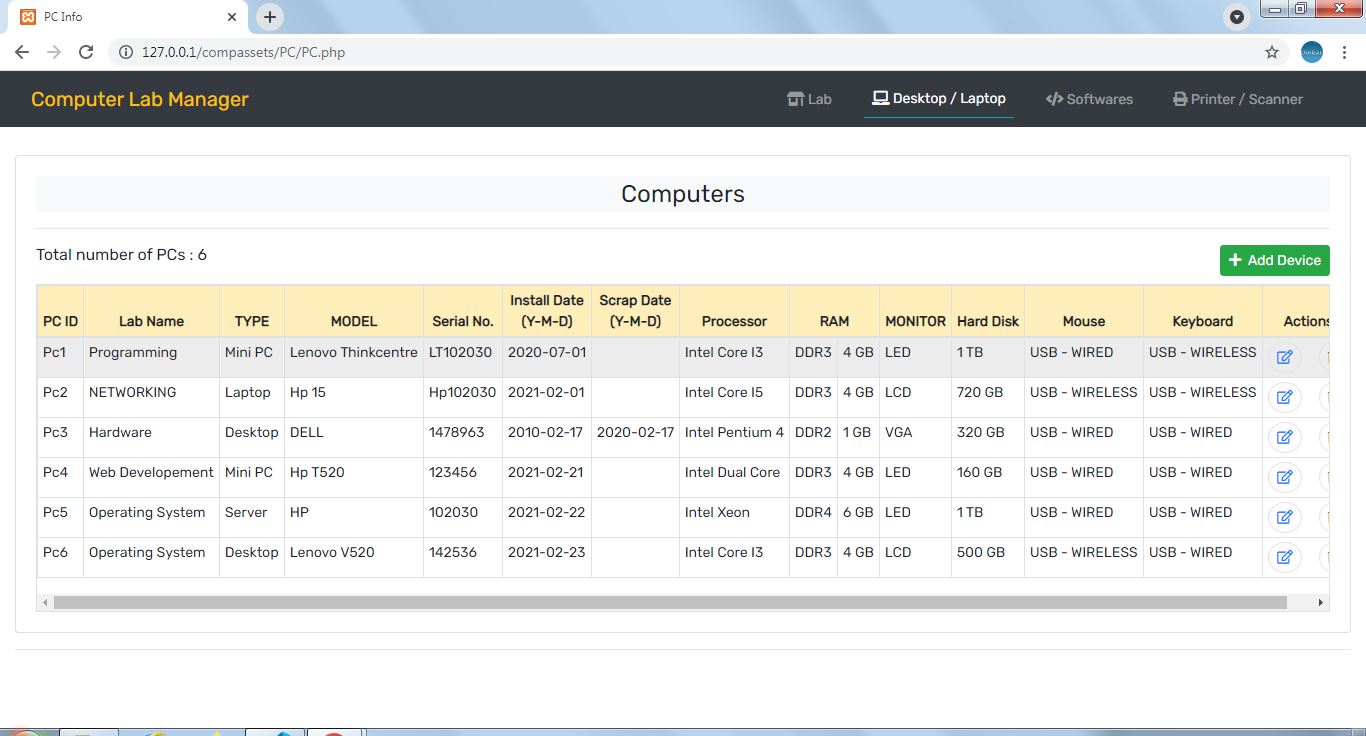 PC Info
127.0.0.1/compassets/PC/PC.php
Computer Lab Manager
Lab
Desktop / Laptop
Softwares
Printer / Scanner
Computers
Total number of PCs : 6
Add Device
PC ID Lab Name TYPE MODEL Serial No. Install Date (Y-M-D) Scrap Date (Y-M-D) Processor RAM MONITOR Hard Disk Mouse Keyboard Actions
Pc1 Programming Mini PC Lenovo Thinkcentre LT102030 2020-07-01 Intel Core I3 DDR3 4 GB LED 1 TB USB - WIRED USB - WIRELESS
Pc2 NETWORKING Laptop Hp 15 Hp102030 2021-02-01 Intel Core I5 DDR3 4 GB LCD 720 GB USB - WIRELESS USB - WIRELESS
Pc3 Hardware Desktop DELL 1478963 2010-02-17 2020-02-17 Intel Pentium 4 DDR2 1 GB VGA 320 GB USB - WIRED USB - WIRED
Pc4 Web Developement Mini PC Hp T520 123456 2021-02-21 Intel Dual Core DDR3 4 GB LED 160 GB USB - WIRED USB - WIRED
Pc5 Operating System Server HP 102030 2021-02-22 Intel Xeon DDR4 6 GB LED 1 TB USB - WIRED USB - WIRED
Pc6 Operating System Desktop Lenovo V520 142536 2021-02-23 Intel Core I3 DDR3 4 GB LCD 500 GB USB - WIRELESS USB - WIRED